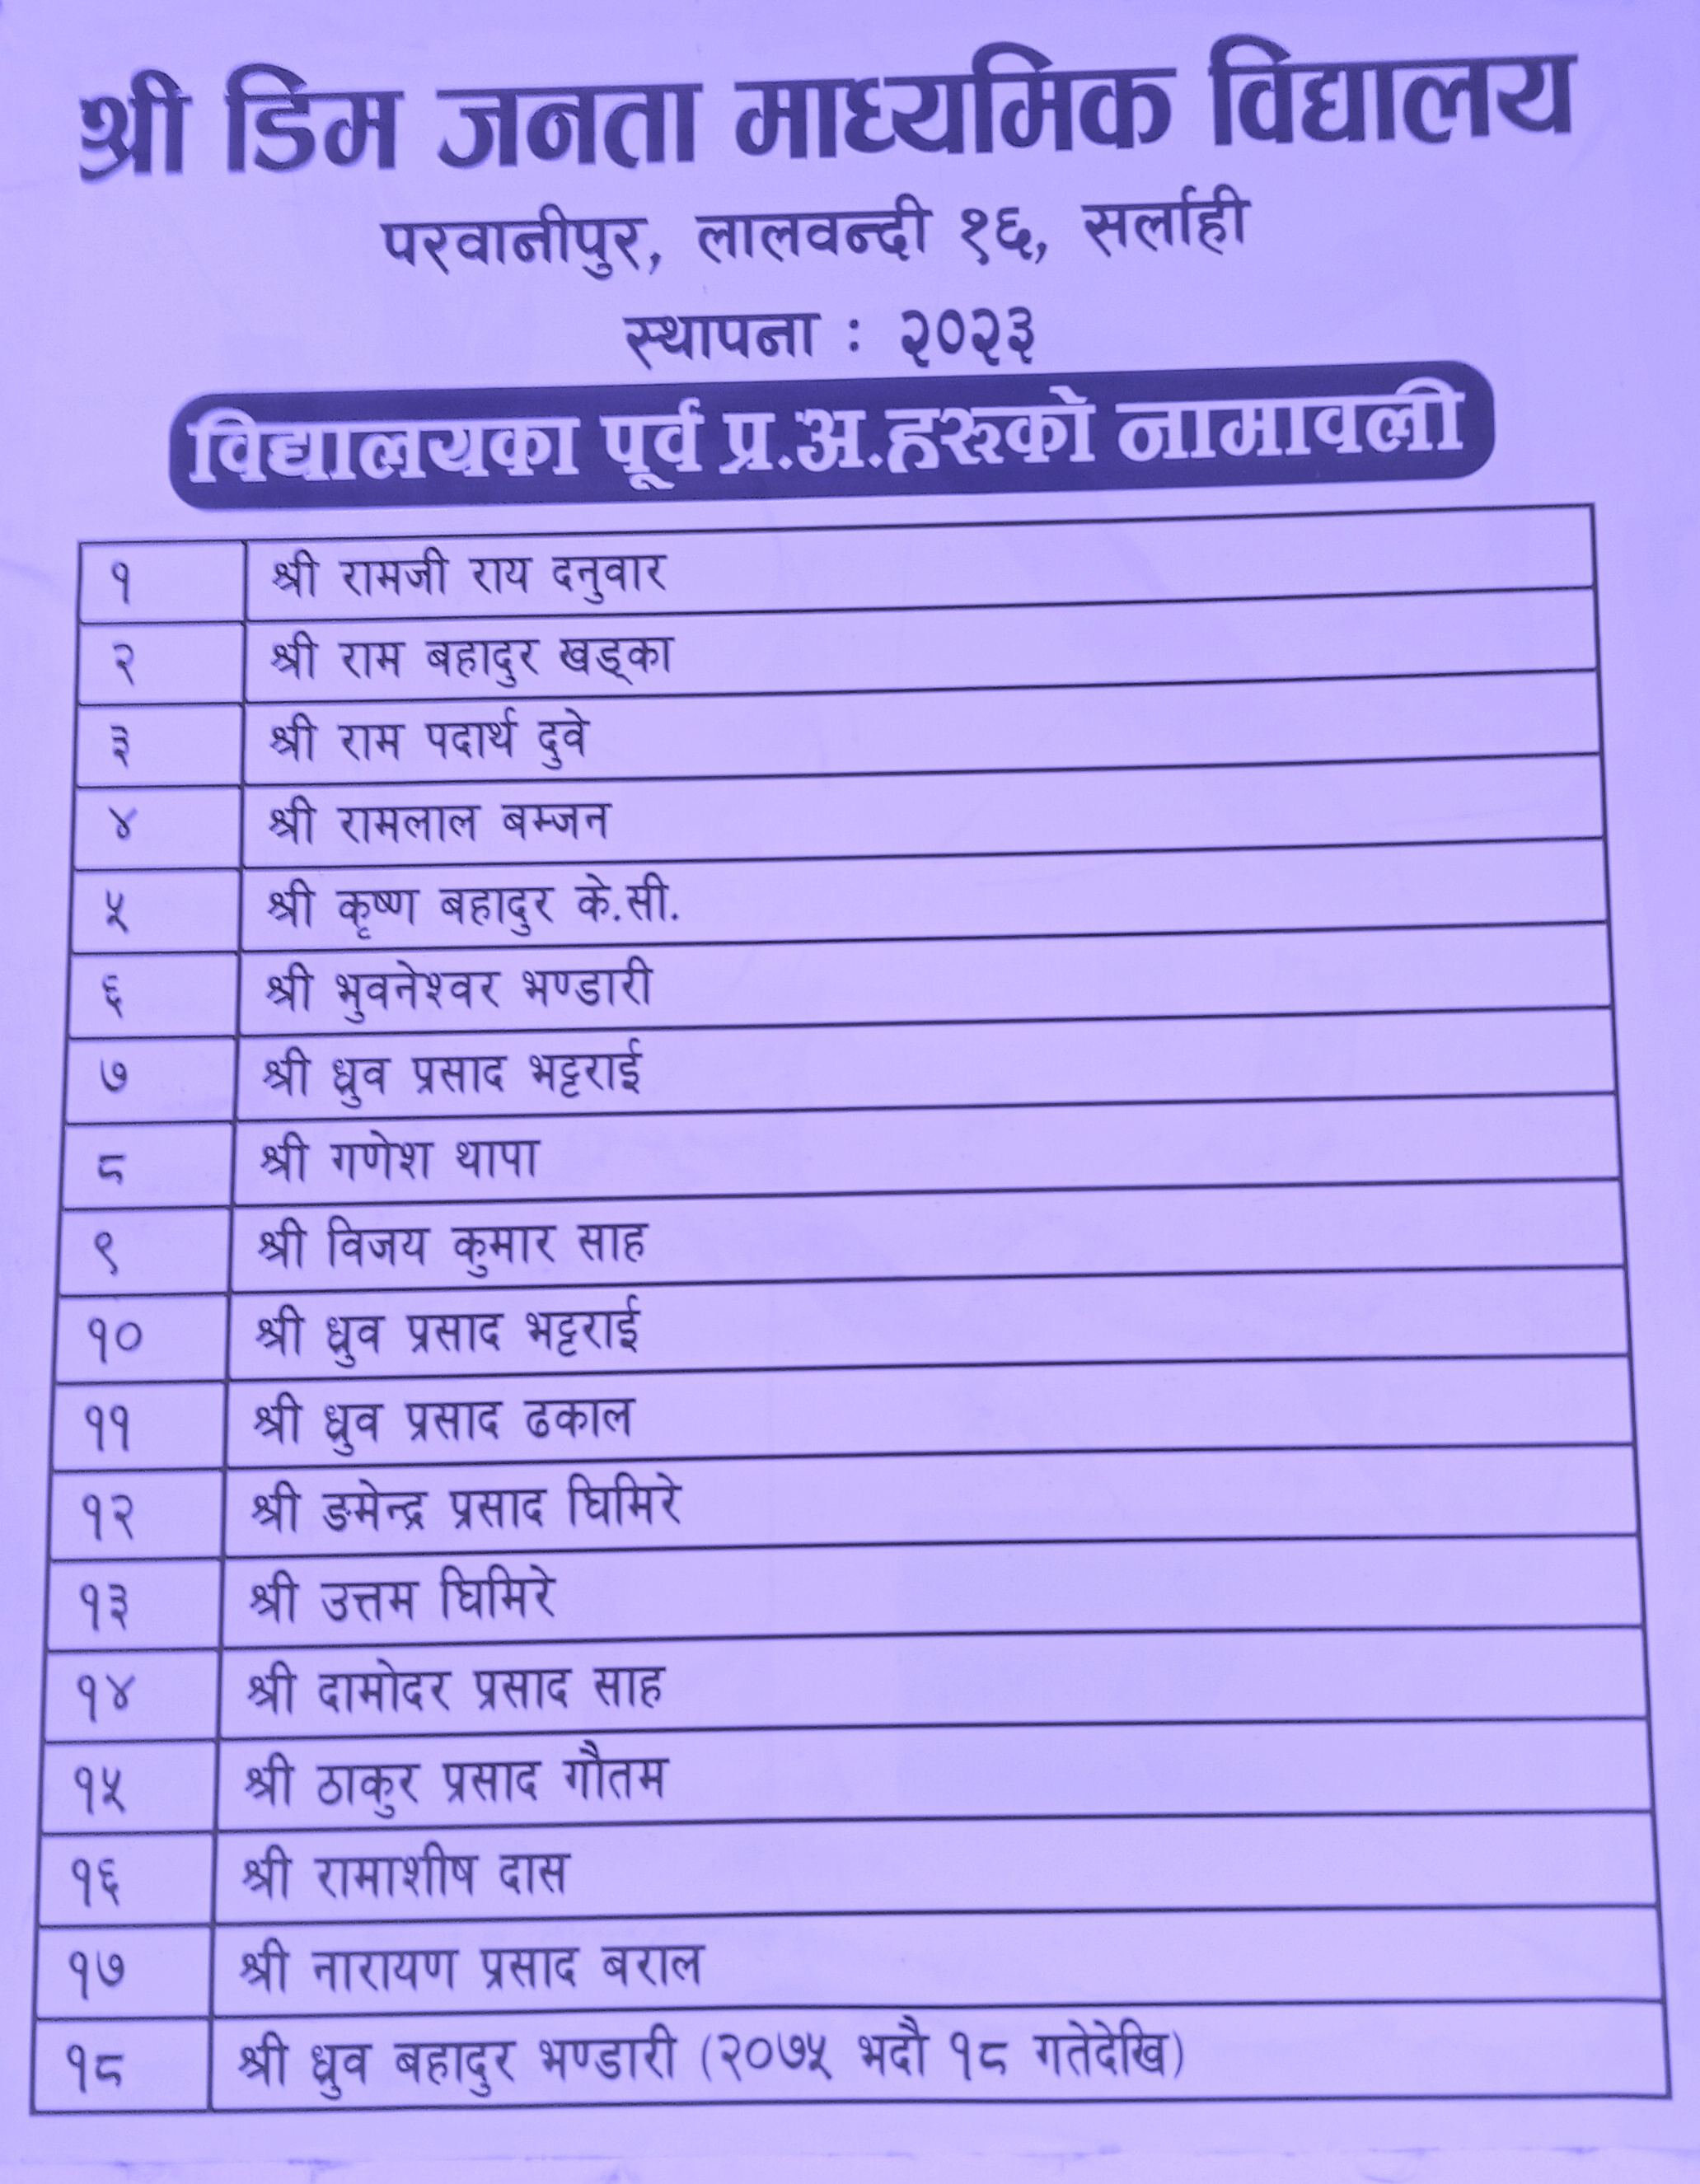 श्री डिम जनता माध्यमिक विद्यालय
परवानीपुर, लालवन्दी १६, सर्लाही
स्थापना : २०२३
विद्यालयका पूर्व प्र.अ.हरुको नामावली
१ श्री रामजी राय दनुवार
२ श्री राम बहादुर खड्का
३ श्री राम पदार्थ दुवे
४ श्री रामलाल बम्जन
५ श्री कृष्ण बहादुर के.सी.
६ श्री भुवनेश्वर भण्डारी
७ श्री ध्रुव प्रसाद भट्टराई
८ श्री गणेश थापा
९ श्री विजय कुमार साह
१० श्री ध्रुव प्रसाद भट्टराई
११ श्री ध्रुव प्रसाद ढकाल
१२ श्री ङमेन्द्र प्रसाद घिमिरे
१३ श्री उत्तम घिमिरे
१४ श्री दामोदर प्रसाद साह
१५ श्री ठाकुर प्रसाद गौतम
१६ श्री रामाशीष दास
१७ श्री नारायण प्रसाद बराल
१८ श्री ध्रुव बहादुर भण्डारी (२०७५ भदौ १८ गतेदेखि)